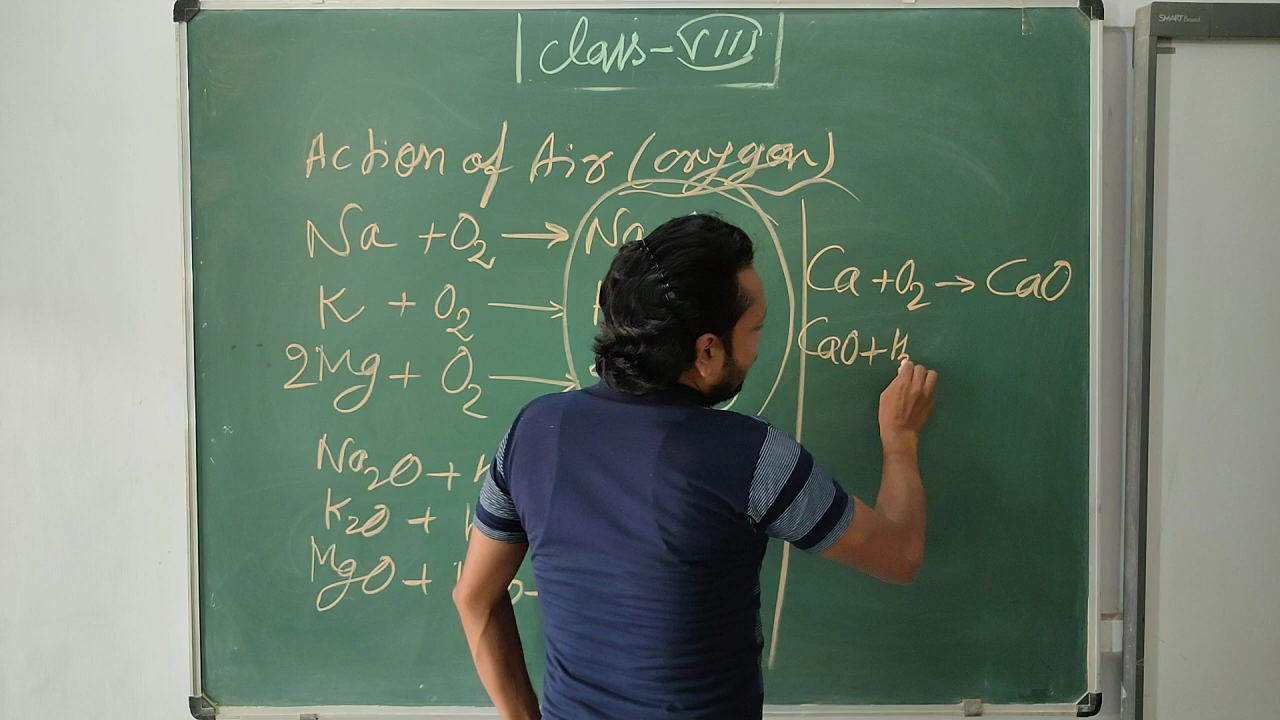 Class-VIII
Action of Air (oxygen)
Na + O2 → Na
K + O2 →
2Mg + O2 →
Na2O +
K2O +
MgO +
Ca + O2 → CaO
CaO + H
SMART Board